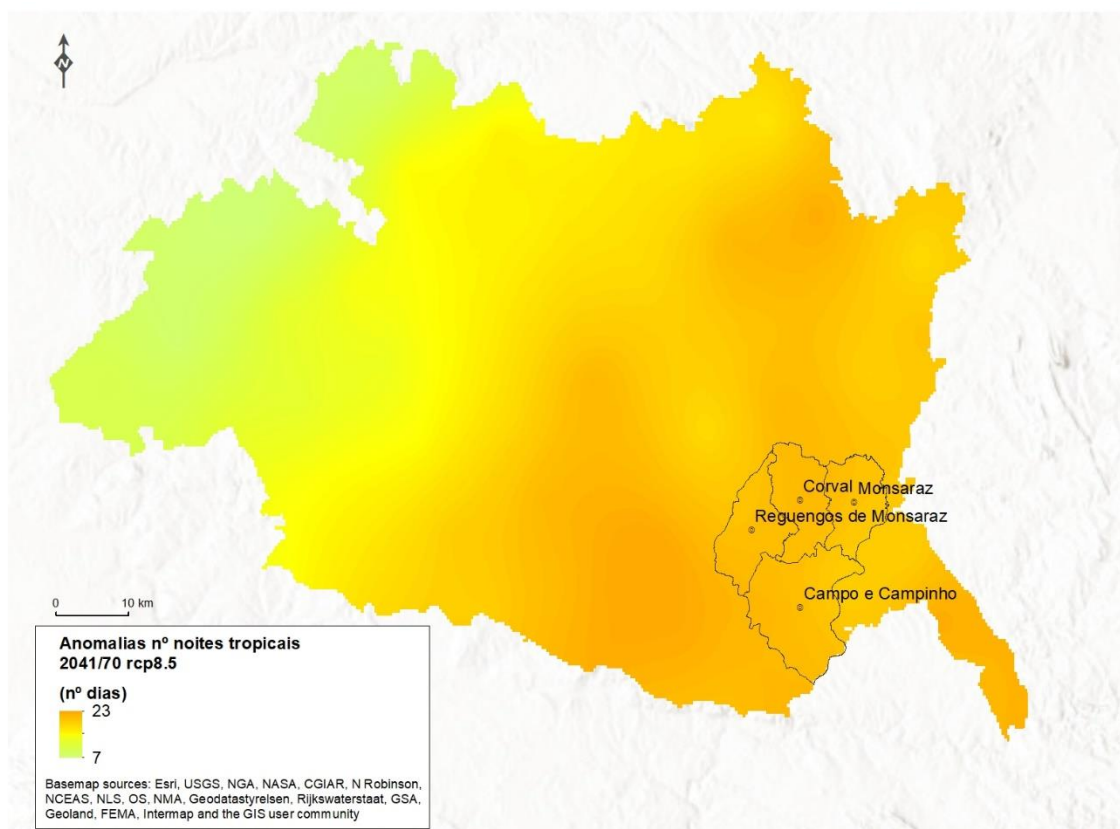 N
Corval Monsaraz
Reguengos de Monsaraz
Campo e Campinho
0 10 km
Anomalias nº noites tropicais
2041/70 rcp8.5
(nº dias)
23
7
Basemap sources: Esri, USGS, NGA, NASA, CGIAR, N Robinson,
NCEAS, NLS, OS, NMA, Geodatastyrelsen, Rijkswaterstaat, GSA,
Geoland, FEMA, Intermap and the GIS user community